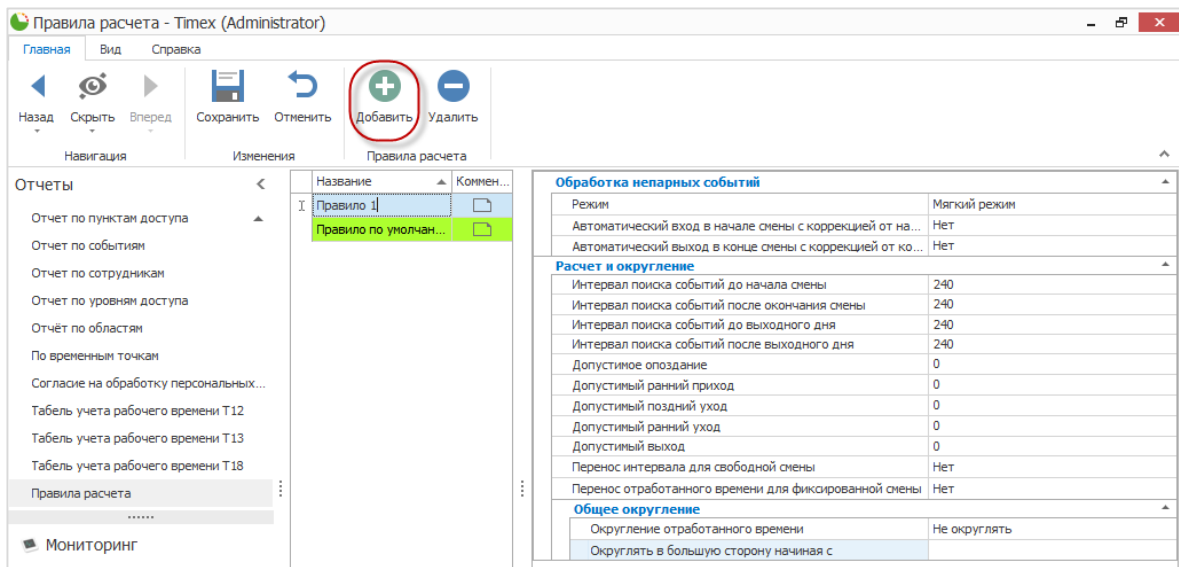 Правила расчета - Timex (Administrator)
Главная Вид Справка
Назад Скрыть Вперед Сохранить Отменить Добавить Удалить
Навигация Изменения Правила расчета
Отчеты
Отчет по пунктам доступа
Отчет по событиям
Отчет по сотрудникам
Отчет по уровням доступа
Отчёт по областям
По временным точкам
Согласие на обработку персональных...
Табель учета рабочего времени Т12
Табель учета рабочего времени Т13
Табель учета рабочего времени Т18
Правила расчета
Мониторинг
Название Коммен...
Правило 1
Правило по умолчан...
Обработка непарных событий
Режим Мягкий режим
Автоматический вход в начале смены с коррекцией от на... Нет
Автоматический выход в конце смены с коррекцией от ко... Нет
Расчет и округление
Интервал поиска событий до начала смены 240
Интервал поиска событий после окончания смены 240
Интервал поиска событий до выходного дня 240
Интервал поиска событий после выходного дня 240
Допустимое опоздание 0
Допустимый ранний приход 0
Допустимый поздний уход 0
Допустимый ранний уход 0
Допустимый выход 0
Перенос интервала для свободной смены Нет
Перенос отработанного времени для фиксированной смены Нет
Общее округление
Округление отработанного времени Не округлять
Округлять в большую сторону начиная с